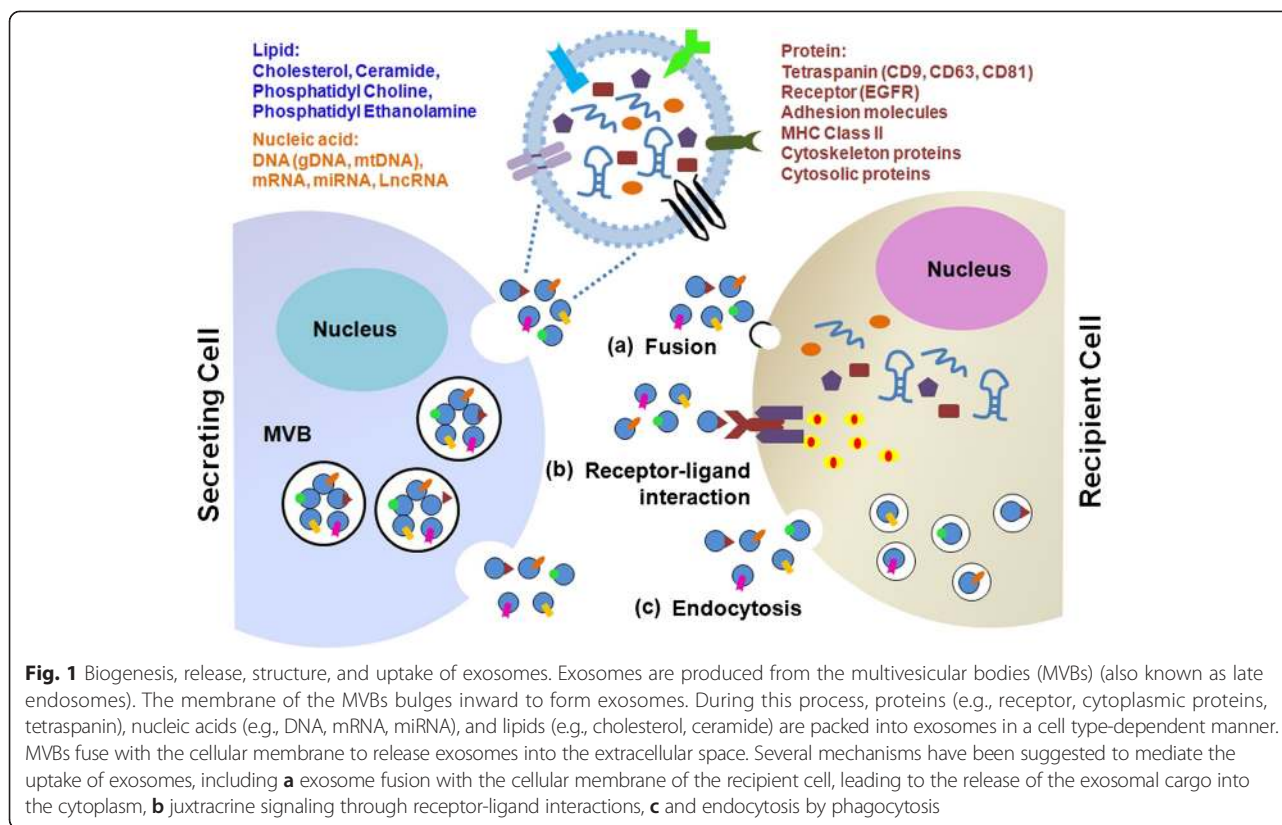 Lipid:
Cholesterol, Ceramide,
Phosphatidyl Choline,
Phosphatidyl Ethanolamine
Nucleic acid:
DNA (gDNA, mtDNA),
mRNA, miRNA, LncRNA
Protein:
Tetraspanin (CD9, CD63, CD81)
Receptor (EGFR)
Adhesion molecules
MHC Class II
Cytoskeleton proteins
Cytosolic proteins
Secreting Cell
Nucleus
MVB
(a) Fusion
(b) Receptor-ligand
interaction
(c) Endocytosis
Nucleus
Recipient Cell
Fig. 1 Biogenesis, release, structure, and uptake of exosomes. Exosomes are produced from the multivesicular bodies (MVBs) (also known as late
endosomes). The membrane of the MVBs bulges inward to form exosomes. During this process, proteins (e.g., receptor, cytoplasmic proteins,
tetraspanin), nucleic acids (e.g., DNA, mRNA, miRNA), and lipids (e.g., cholesterol, ceramide) are packed into exosomes in a cell type-dependent manner.
MVBs fuse with the cellular membrane to release exosomes into the extracellular space. Several mechanisms have been suggested to mediate the
uptake of exosomes, including a exosome fusion with the cellular membrane of the recipient cell, leading to the release of the exosomal cargo into
the cytoplasm, b juxtracrine signaling through receptor-ligand interactions, c and endocytosis by phagocytosis